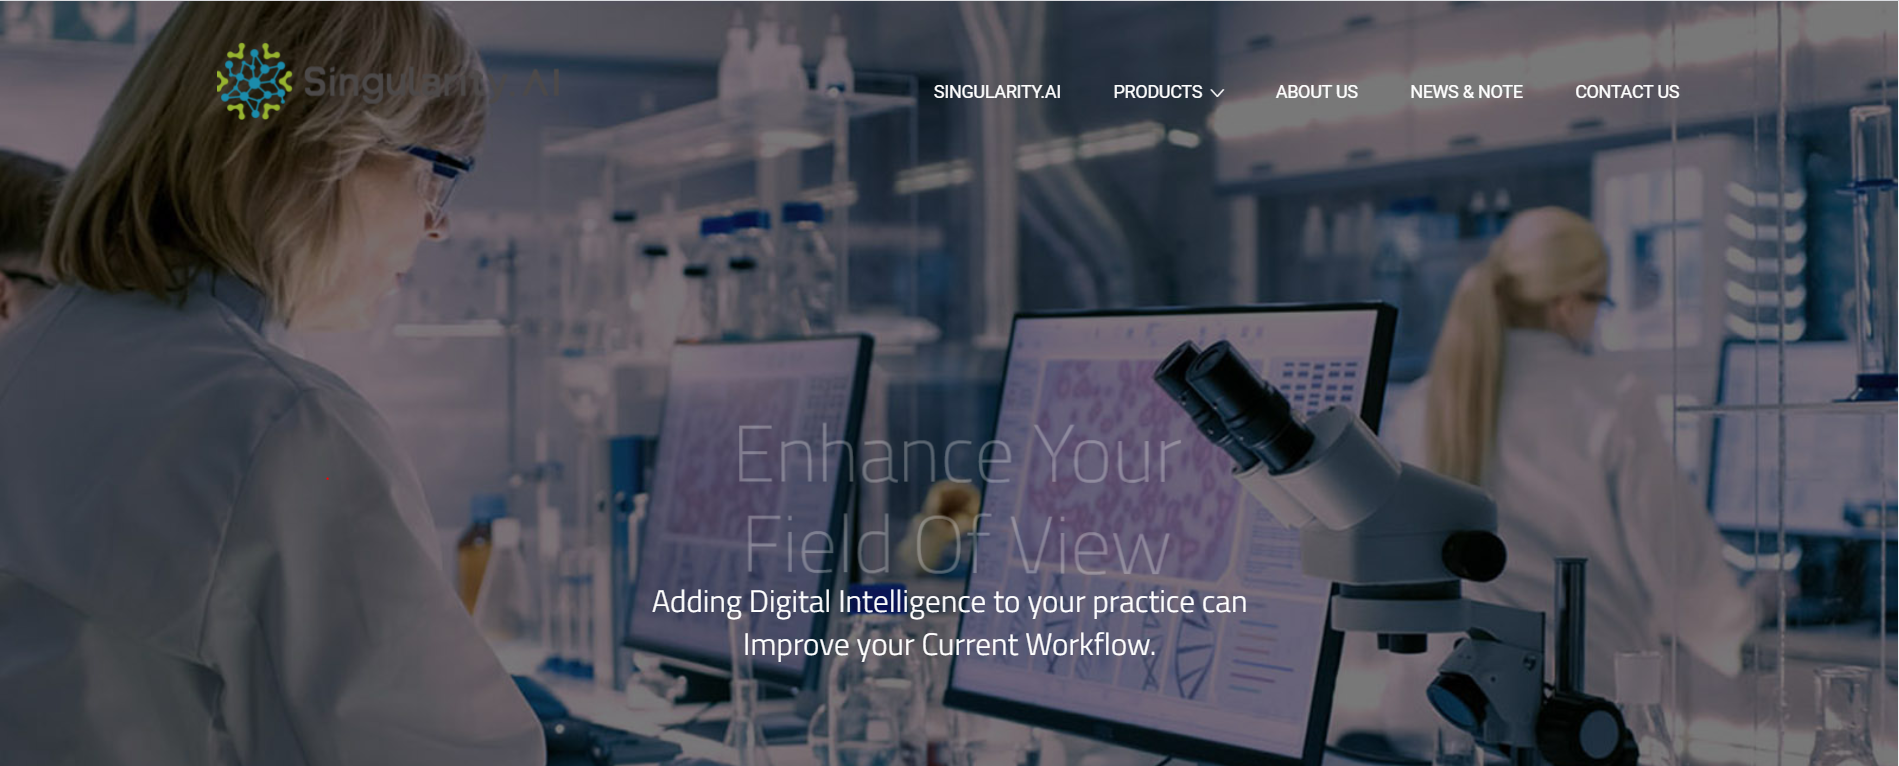 Singularity AI
SINGULARITY.AI
PRODUCTS
ABOUT US
NEWS & NOTE
CONTACT US
Enhance Your
Field Of View
Adding Digital Intelligence to your practice can
Improve your Current Workflow.